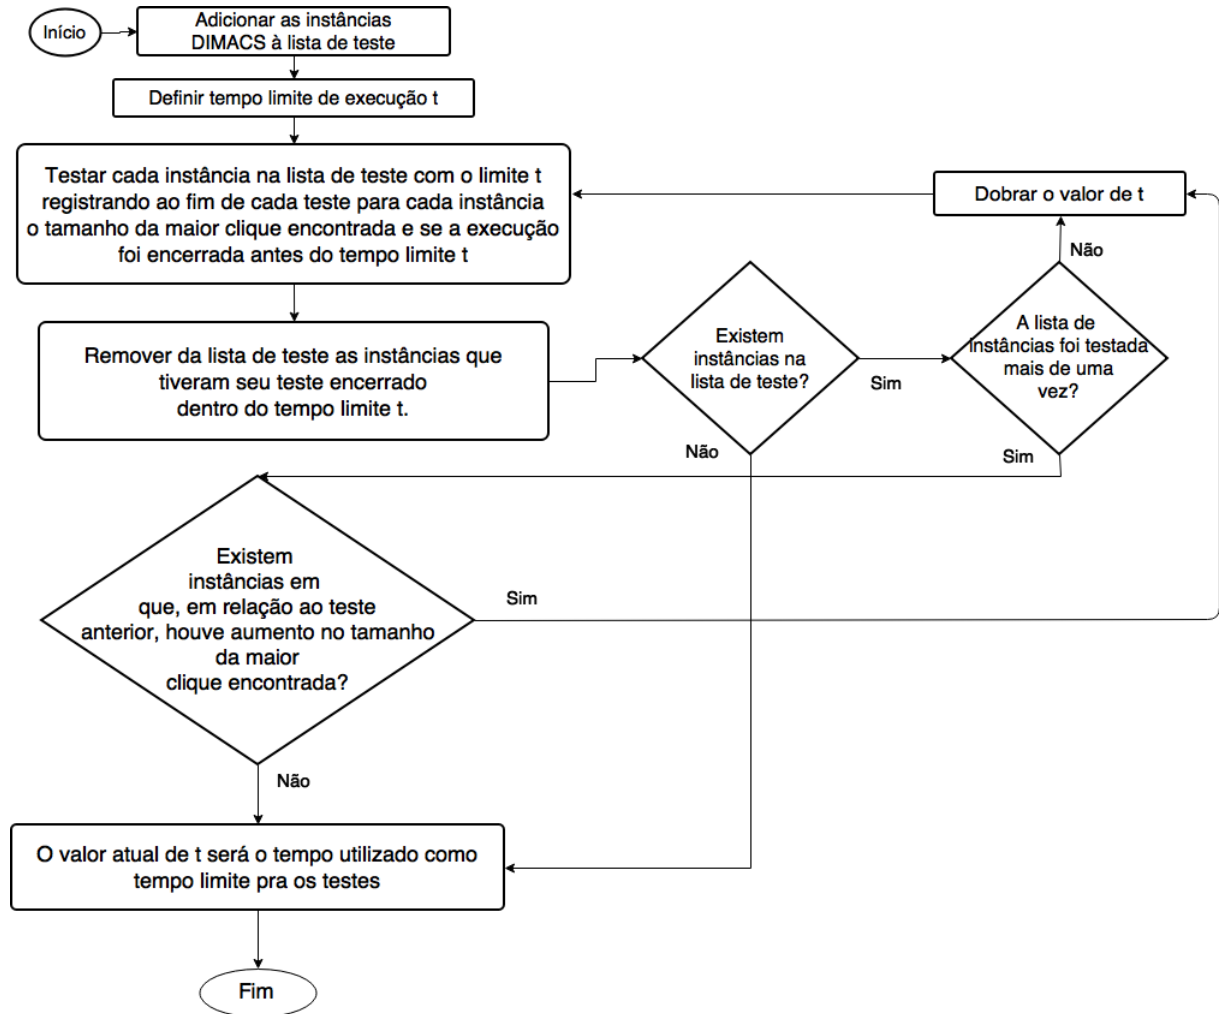 Início
Adicionar as instâncias
DIMACS à lista de teste
Definir tempo limite de execução t
Testar cada instância na lista de teste com o limite t
registrando ao fim de cada teste para cada instância
o tamanho da maior clique encontrada e se a execução
foi encerrada antes do tempo limite t
Dobrar o valor de t
Não
Remover da lista de teste as instâncias que
tiveram seu teste encerrado
dentro do tempo limite t.
Existem
instâncias na
lista de teste?
Sim
Não
A lista de
instâncias foi testada
mais de uma
vez?
Sim
Existem
instâncias em
que, em relação ao teste
anterior, houve aumento no tamanho
da maior
clique encontrada?
Sim
Não
O valor atual de t será o tempo utilizado como
tempo limite pra os testes
Fim